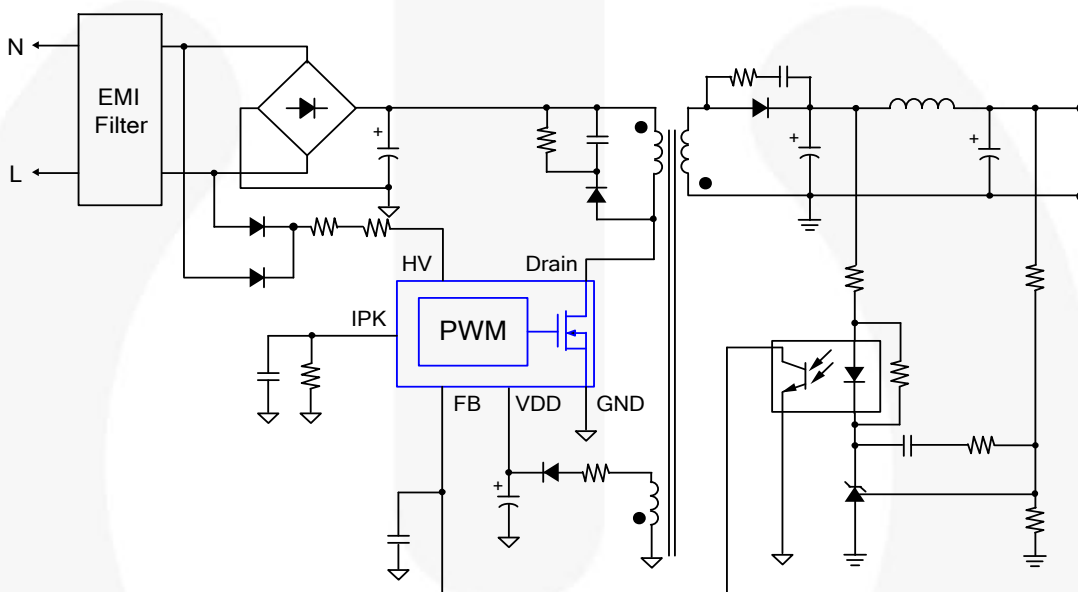 N
EMI
Filter
L
+
+
+
HV
Drain
IPK
PWM
FB
VDD
GND
+